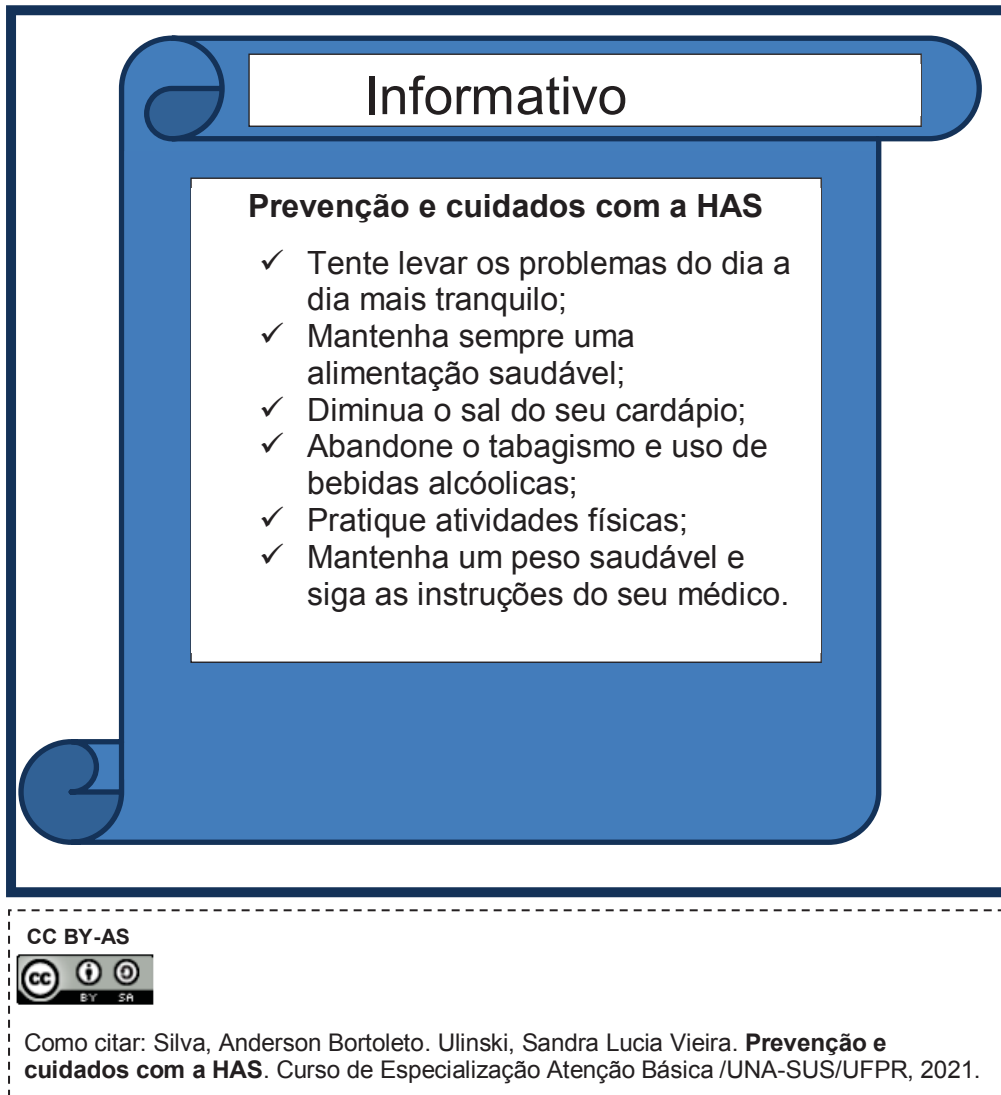 Informativo
Prevenção e cuidados com a HAS
✓ Tente levar os problemas do dia a
dia mais tranquilo;
✓ Mantenha sempre uma
alimentação saudável;
✓ Diminua o sal do seu cardápio;
✓ Abandone o tabagismo e uso de
bebidas alcóolicas;
✓ Pratique atividades físicas;
✓ Mantenha um peso saudável e
siga as instruções do seu médico.
CC BY-AS
cc
BY SA
Como citar: Silva, Anderson Bortoleto. Ulinski, Sandra Lucia Vieira. Prevenção e
cuidados com a HAS. Curso de Especialização Atenção Básica /UNA-SUS/UFPR, 2021.